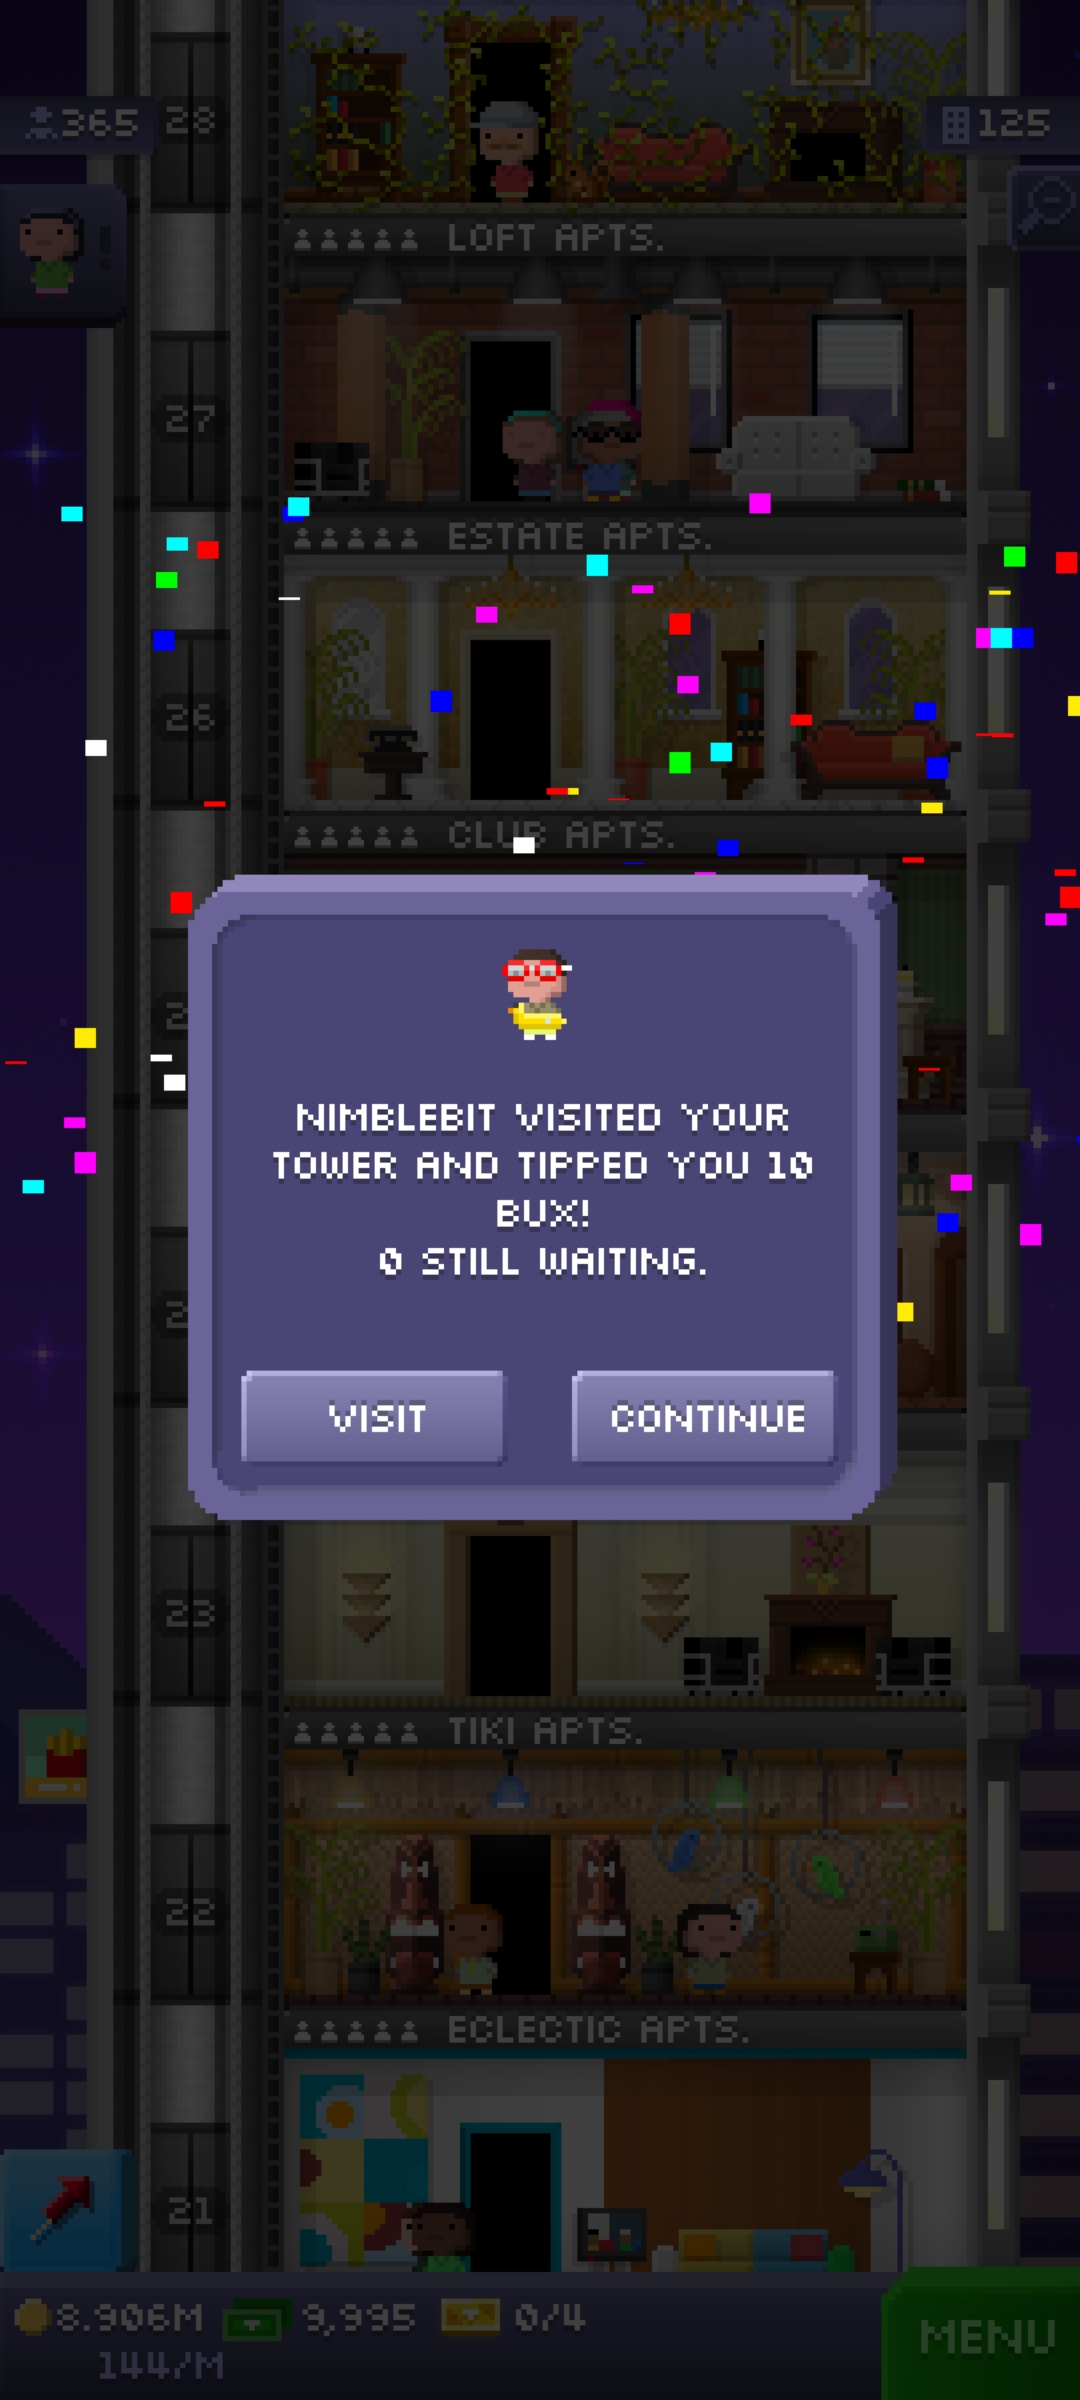 365
28
125
LOFT APTS.
27
ESTATE APTS.
26
CLUB APTS.
NIMBLEBIT VISITED YOUR
TOWER AND TIPPED YOU 10
BUX!
0 STILL WAITING.
VISIT
CONTINUE
23
TIKI APTS.
22
ECLECTIC APTS.
21
8.906M
9,995
0/4
144/M
MENU